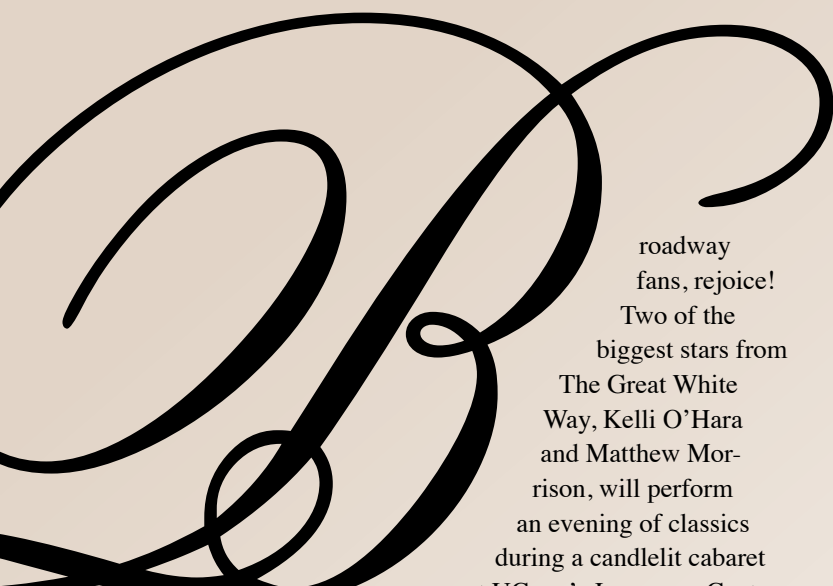 B
roadway
fans, rejoice!
Two of the
biggest stars from
The Great White
Way, Kelli O’Hara
and Matthew Mor-
rison, will perform
an evening of classics
during a candlelit cabaret